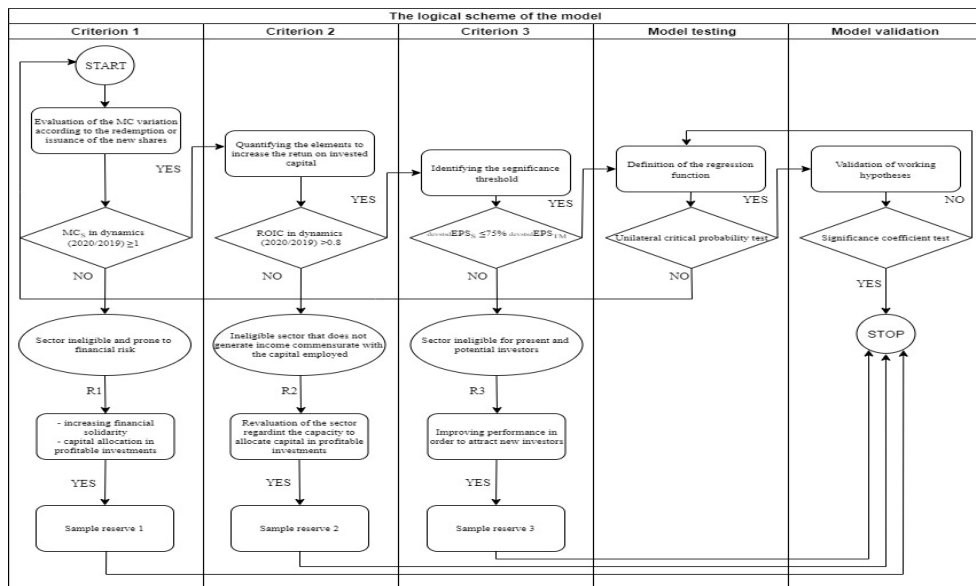 The logical scheme of the model
Criterion 1
Criterion 2
Criterion 3
Model testing
Model validation
START
Evaluation of the MC variation
according to the redemption or
issuance of the new shares
YES
MCS in dynamics
(2020/2019) ≥1
NO
Sector ineligible and prone to
financial risk
R1
- increasing financial
solidarity
- capital allocation in
profitable investments
YES
Sample reserve 1
Quantifying the elements to
increase the retun on invested
capital
YES
ROIC in dynamics
(2020/2019) >0.8
NO
Ineligible sector that does not
generate income commensurate with
the capital employed
R2
Revaluation of the sector
regardint the capacity to
allocate capital in profitable
investments
YES
Sample reserve 2
Identifying the segnificance
threshold
YES
devstndEPSS ≤75% devstndEPSTM
NO
Sector ineligible for present and
potential investors
R3
Improving performance in
order to attract new investors
YES
Sample reserve 3
Definition of the regression
function
YES
Unilateral critical probability test
NO
Validation of working
hypotheses
NO
Significance coefficient test
YES
STOP